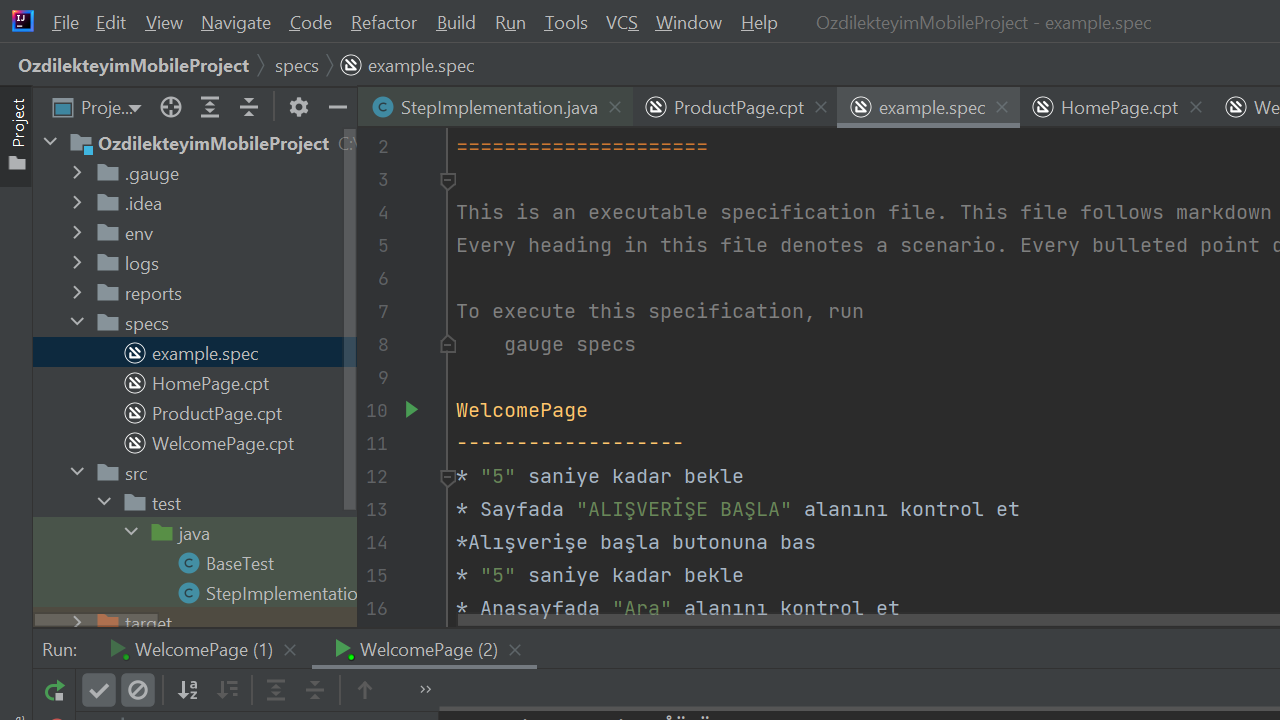 File Edit View Navigate Code Refactor Build Run Tools VCS Window Help OzdilekteyimMobileProject - example.spec
OzdilekteyimMobileProject specs example.spec
Project
Proje...
StepImplementation.java ProductPage.cpt example.spec HomePage.cpt We
OzdilekteyimMobileProject
.gauge
.idea
env
logs
reports
specs
example.spec
HomePage.cpt
ProductPage.cpt
WelcomePage.cpt
src
test
java
BaseTest
StepImplementatio
target
2 =====================
3
4 This is an executable specification file. This file follows markdown
5 Every heading in this file denotes a scenario. Every bulleted point
6
7 To execute this specification, run
8 gauge specs
9
10 WelcomePage
11 -------------------
12 * "5" saniye kadar bekle
13 * Sayfada "ALIŞVERİŞE BAŞLA" alanını kontrol et
14 *Alışverişe başla butonuna bas
15 * "5" saniye kadar bekle
16 * Anasayfada "Ara" alanını kontrol et
Run: WelcomePage (1) WelcomePage (2)